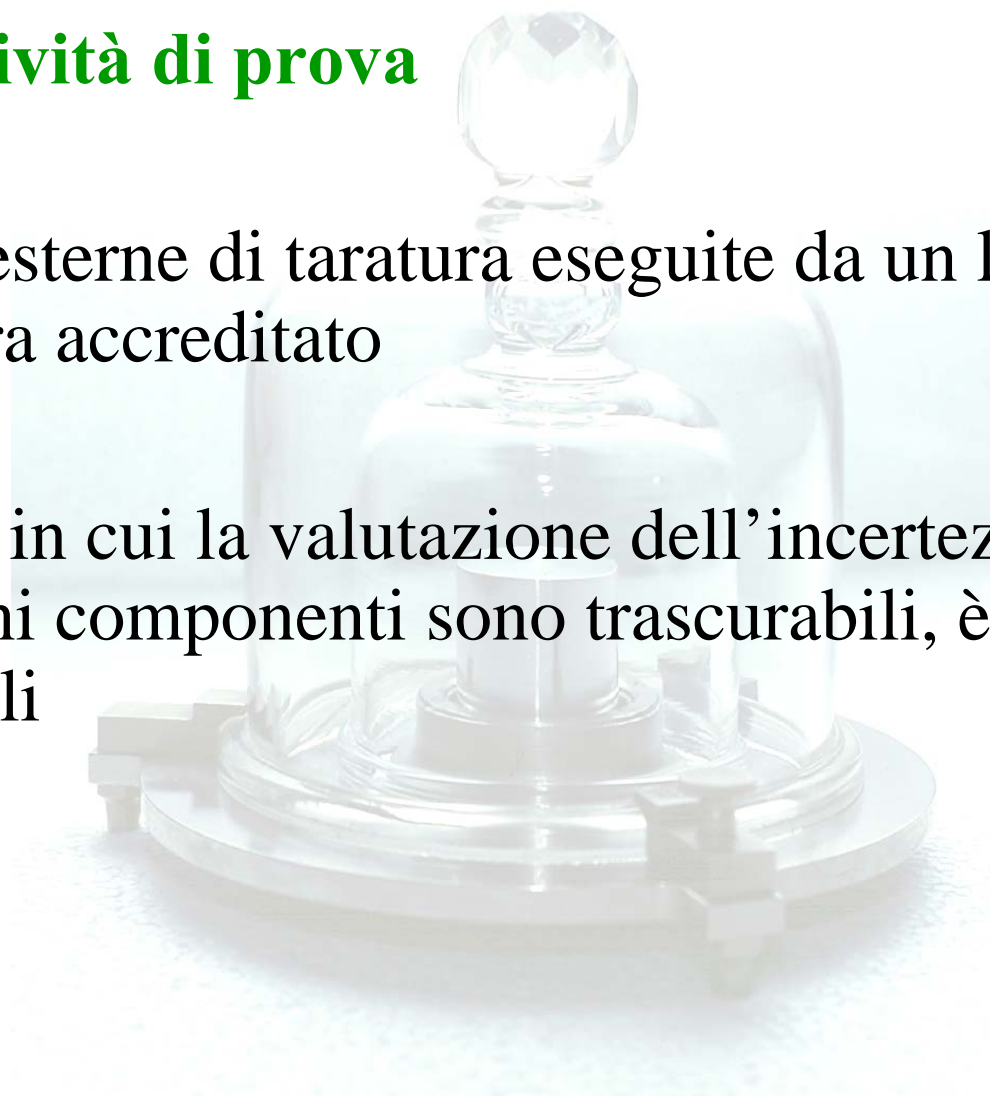 ività di prova
esterne di taratura eseguite da un l
ra accreditato
in cui la valutazione dell’incertez
ni componenti sono trascurabili, è
li